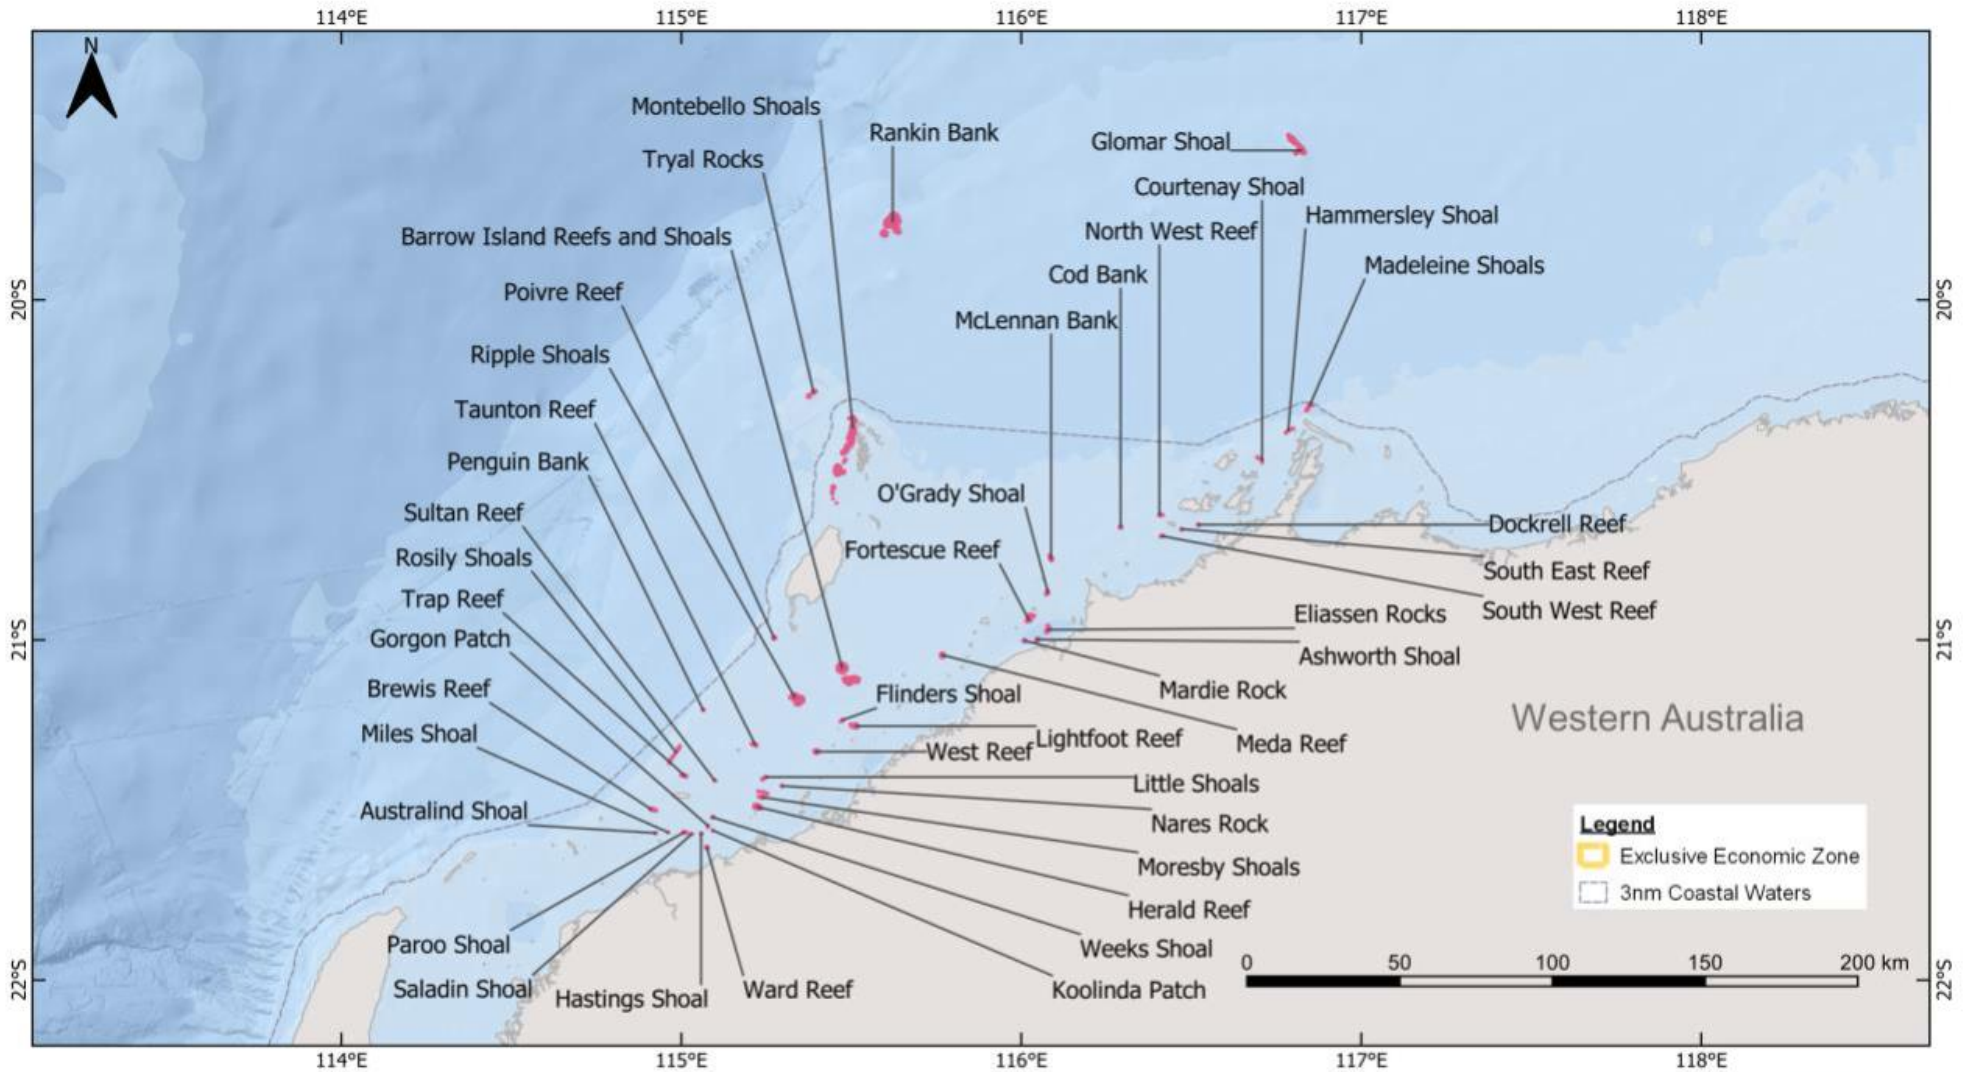 114°E 115°E 116°E 117°E 118°E
N
Montebello Shoals
Rankin Bank
Glomar Shoal
Tryal Rocks
Courtenay Shoal
Hammersley Shoal
North West Reef
Barrow Island Reefs and Shoals
Madeleine Shoals
Cod Bank
Poivre Reef
20°S
20°S
McLennan Bank
Ripple Shoals
Taunton Reef
Penguin Bank
O'Grady Shoal
Sultan Reef
Dockrell Reef
Fortescue Reef
Rosily Shoals
South East Reef
Trap Reef
South West Reef
Eliassen Rocks
Gorgon Patch
21°S
21°S
Ashworth Shoal
Brewis Reef
Mardie Rock
Flinders Shoal
Western Australia
Miles Shoal
Lightfoot Reef
Meda Reef
West Reef
Little Shoals
Australind Shoal
Nares Rock
Legend
Exclusive Economic Zone
3nm Coastal Waters
Moresby Shoals
Herald Reef
Paroo Shoal
Weeks Shoal
0 50 100 150 200 km
22°S
22°S
Saladin Shoal
Hastings Shoal
Ward Reef
Koolinda Patch
114°E 115°E 116°E 117°E 118°E